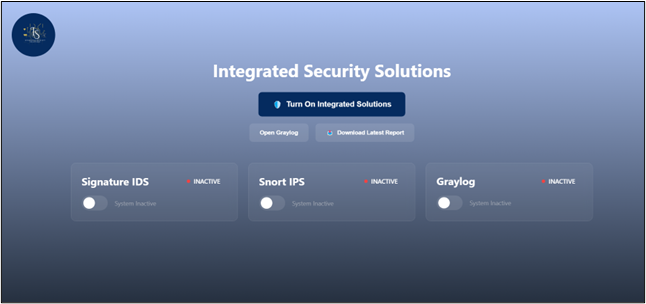 Integrated Security Solutions
Turn On Integrated Solutions
Open Graylog Download Latest Report
Signature IDS INACTIVE
System Inactive
Snort IPS INACTIVE
System Inactive
Graylog INACTIVE
System Inactive